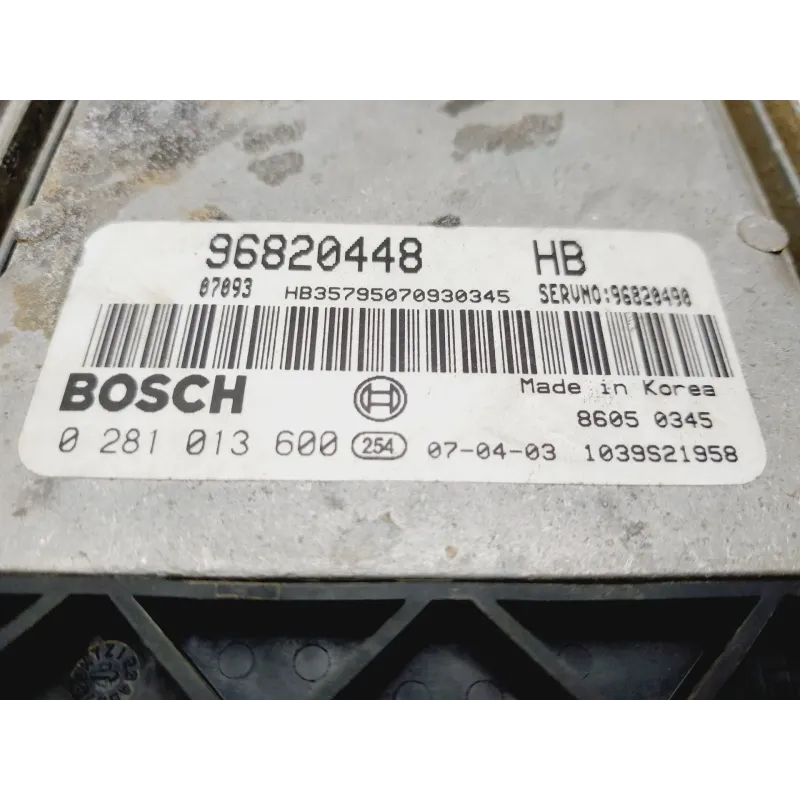 96820448 HB
07093 HB35795070930345 SERVNO:96820490
BOSCH Made in Korea
8605 0345
0 281 013 600 254 07-04-03 1039S21958